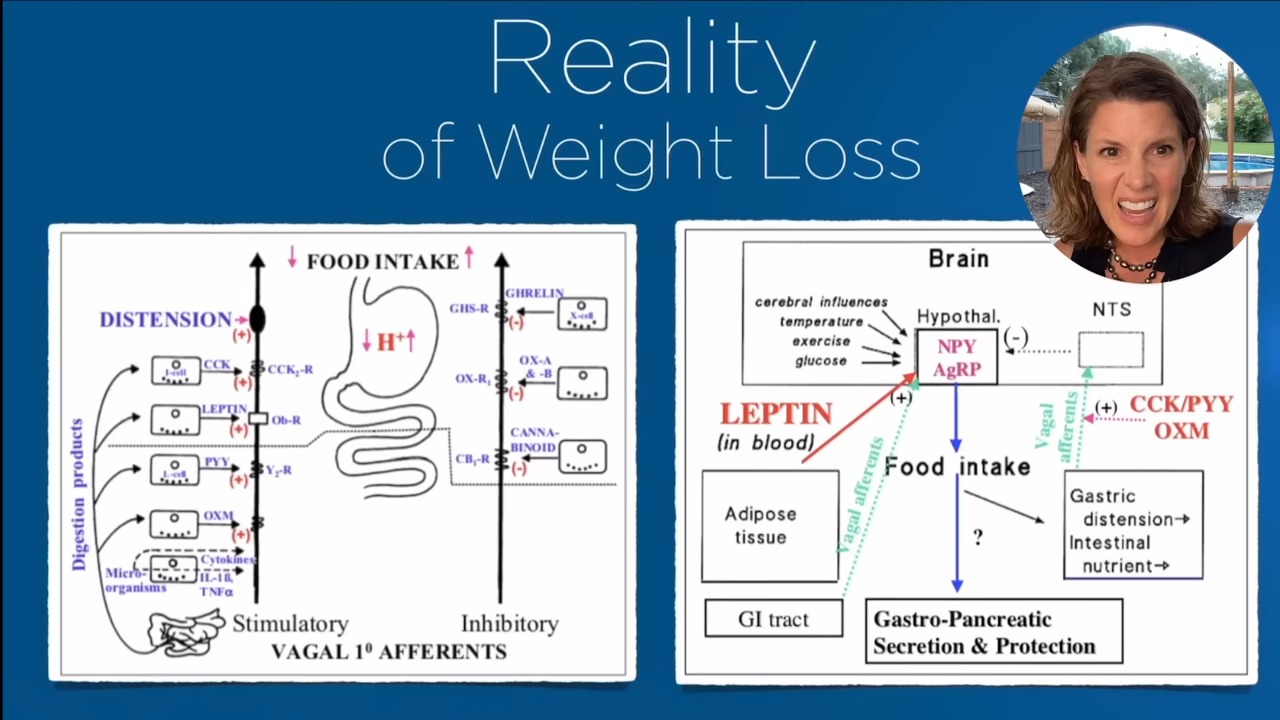 Reality
of Weight Loss
↓ FOOD INTAKE ↑
DISTENSION
(+)
I-cell
CCK
(+)
CCK₂-R
LEPTIN
(+)
Ob-R
L-cell
PYY
(+)
Y₂-R
OXM
(+)
Micro-
organisms
Cytokines
IL-1ß,
TNFα
Digestion products
↓ H⁺↑
GHS-R
GHRELIN
X-cell
(-)
OX-R₁
OX-A
& -B
(-)
CANNA-
BINOID
CB₁-R
(-)
Stimulatory
Inhibitory
VAGAL 1⁰ AFFERENTS
Brain
cerebral influences
temperature
exercise
glucose
Hypothal.
NPY
AgRP
(-)
NTS
(+)
LEPTIN
(in blood)
Vagal afferents
Vagal
afferents
(+)
CCK/PYY
OXM
Food intake
?
Adipose
tissue
GI tract
Gastric
distension→
Intestinal
nutrient→
Gastro-Pancreatic
Secretion & Protection